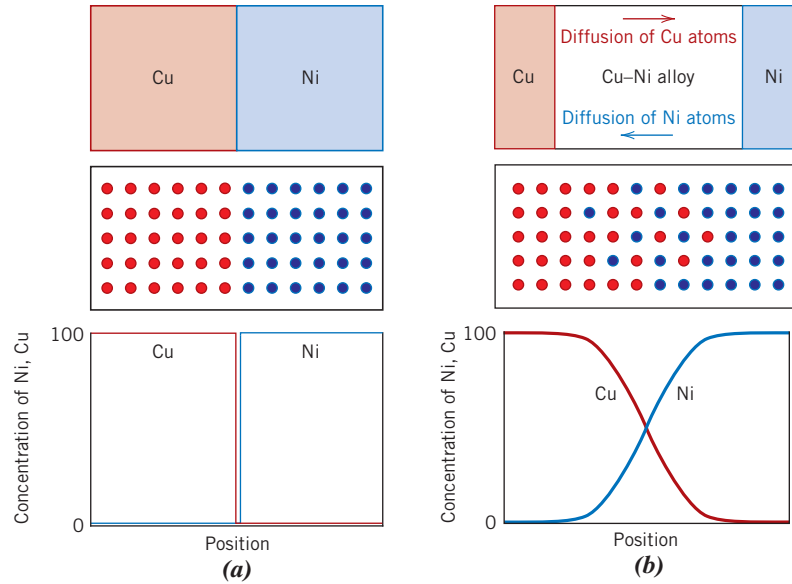 Cu
Ni
Concentration of Ni, Cu
100
0
Cu
Ni
Position
(a)
Diffusion of Cu atoms
Cu
Cu–Ni alloy
Ni
Diffusion of Ni atoms
Concentration of Ni, Cu
100
0
Cu
Ni
Position
(b)